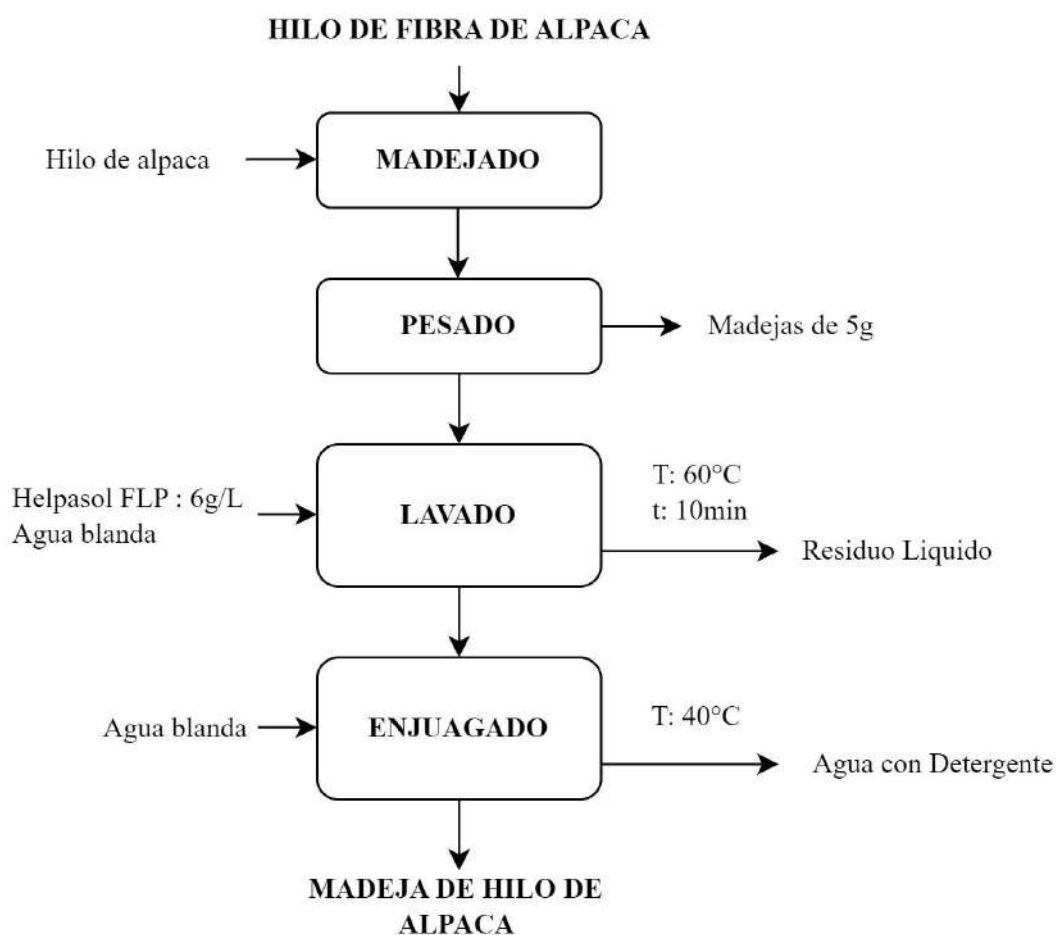 HILO DE FIBRA DE ALPACA
Hilo de alpaca
MADEJADO
PESADO
Madejas de 5g
Helpasol FLP : 6g/L
Agua blanda
LAVADO
T: 60°C
t: 10min
Residuo Liquido
Agua blanda
ENJUAGADO
T: 40°C
Agua con Detergente
MADEJA DE HILO DE
ALPACA